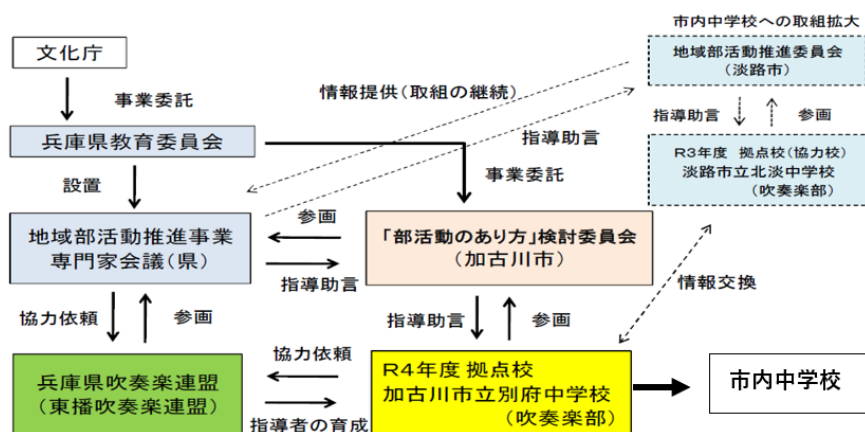 市内中学校への取組拡大
文化庁
地域部活動推進委員会
(淡路市)
事業委託
情報提供(取組の継続)
指導助言
参画
兵庫県教育委員会
指導助言
R3年度 拠点校(協力校)
淡路市立北淡中学校
(吹奏楽部)
設置
事業委託
参画
地域部活動推進事業
専門家会議(県)
「部活動のあり方」検討委員会
(加古川市)
指導助言
情報交換
協力依頼
参画
指導助言
参画
協力依頼
兵庫県吹奏楽連盟
(東播吹奏楽連盟)
R4年度 拠点校
加古川市立別府中学校
(吹奏楽部)
市内中学校
指導者の育成